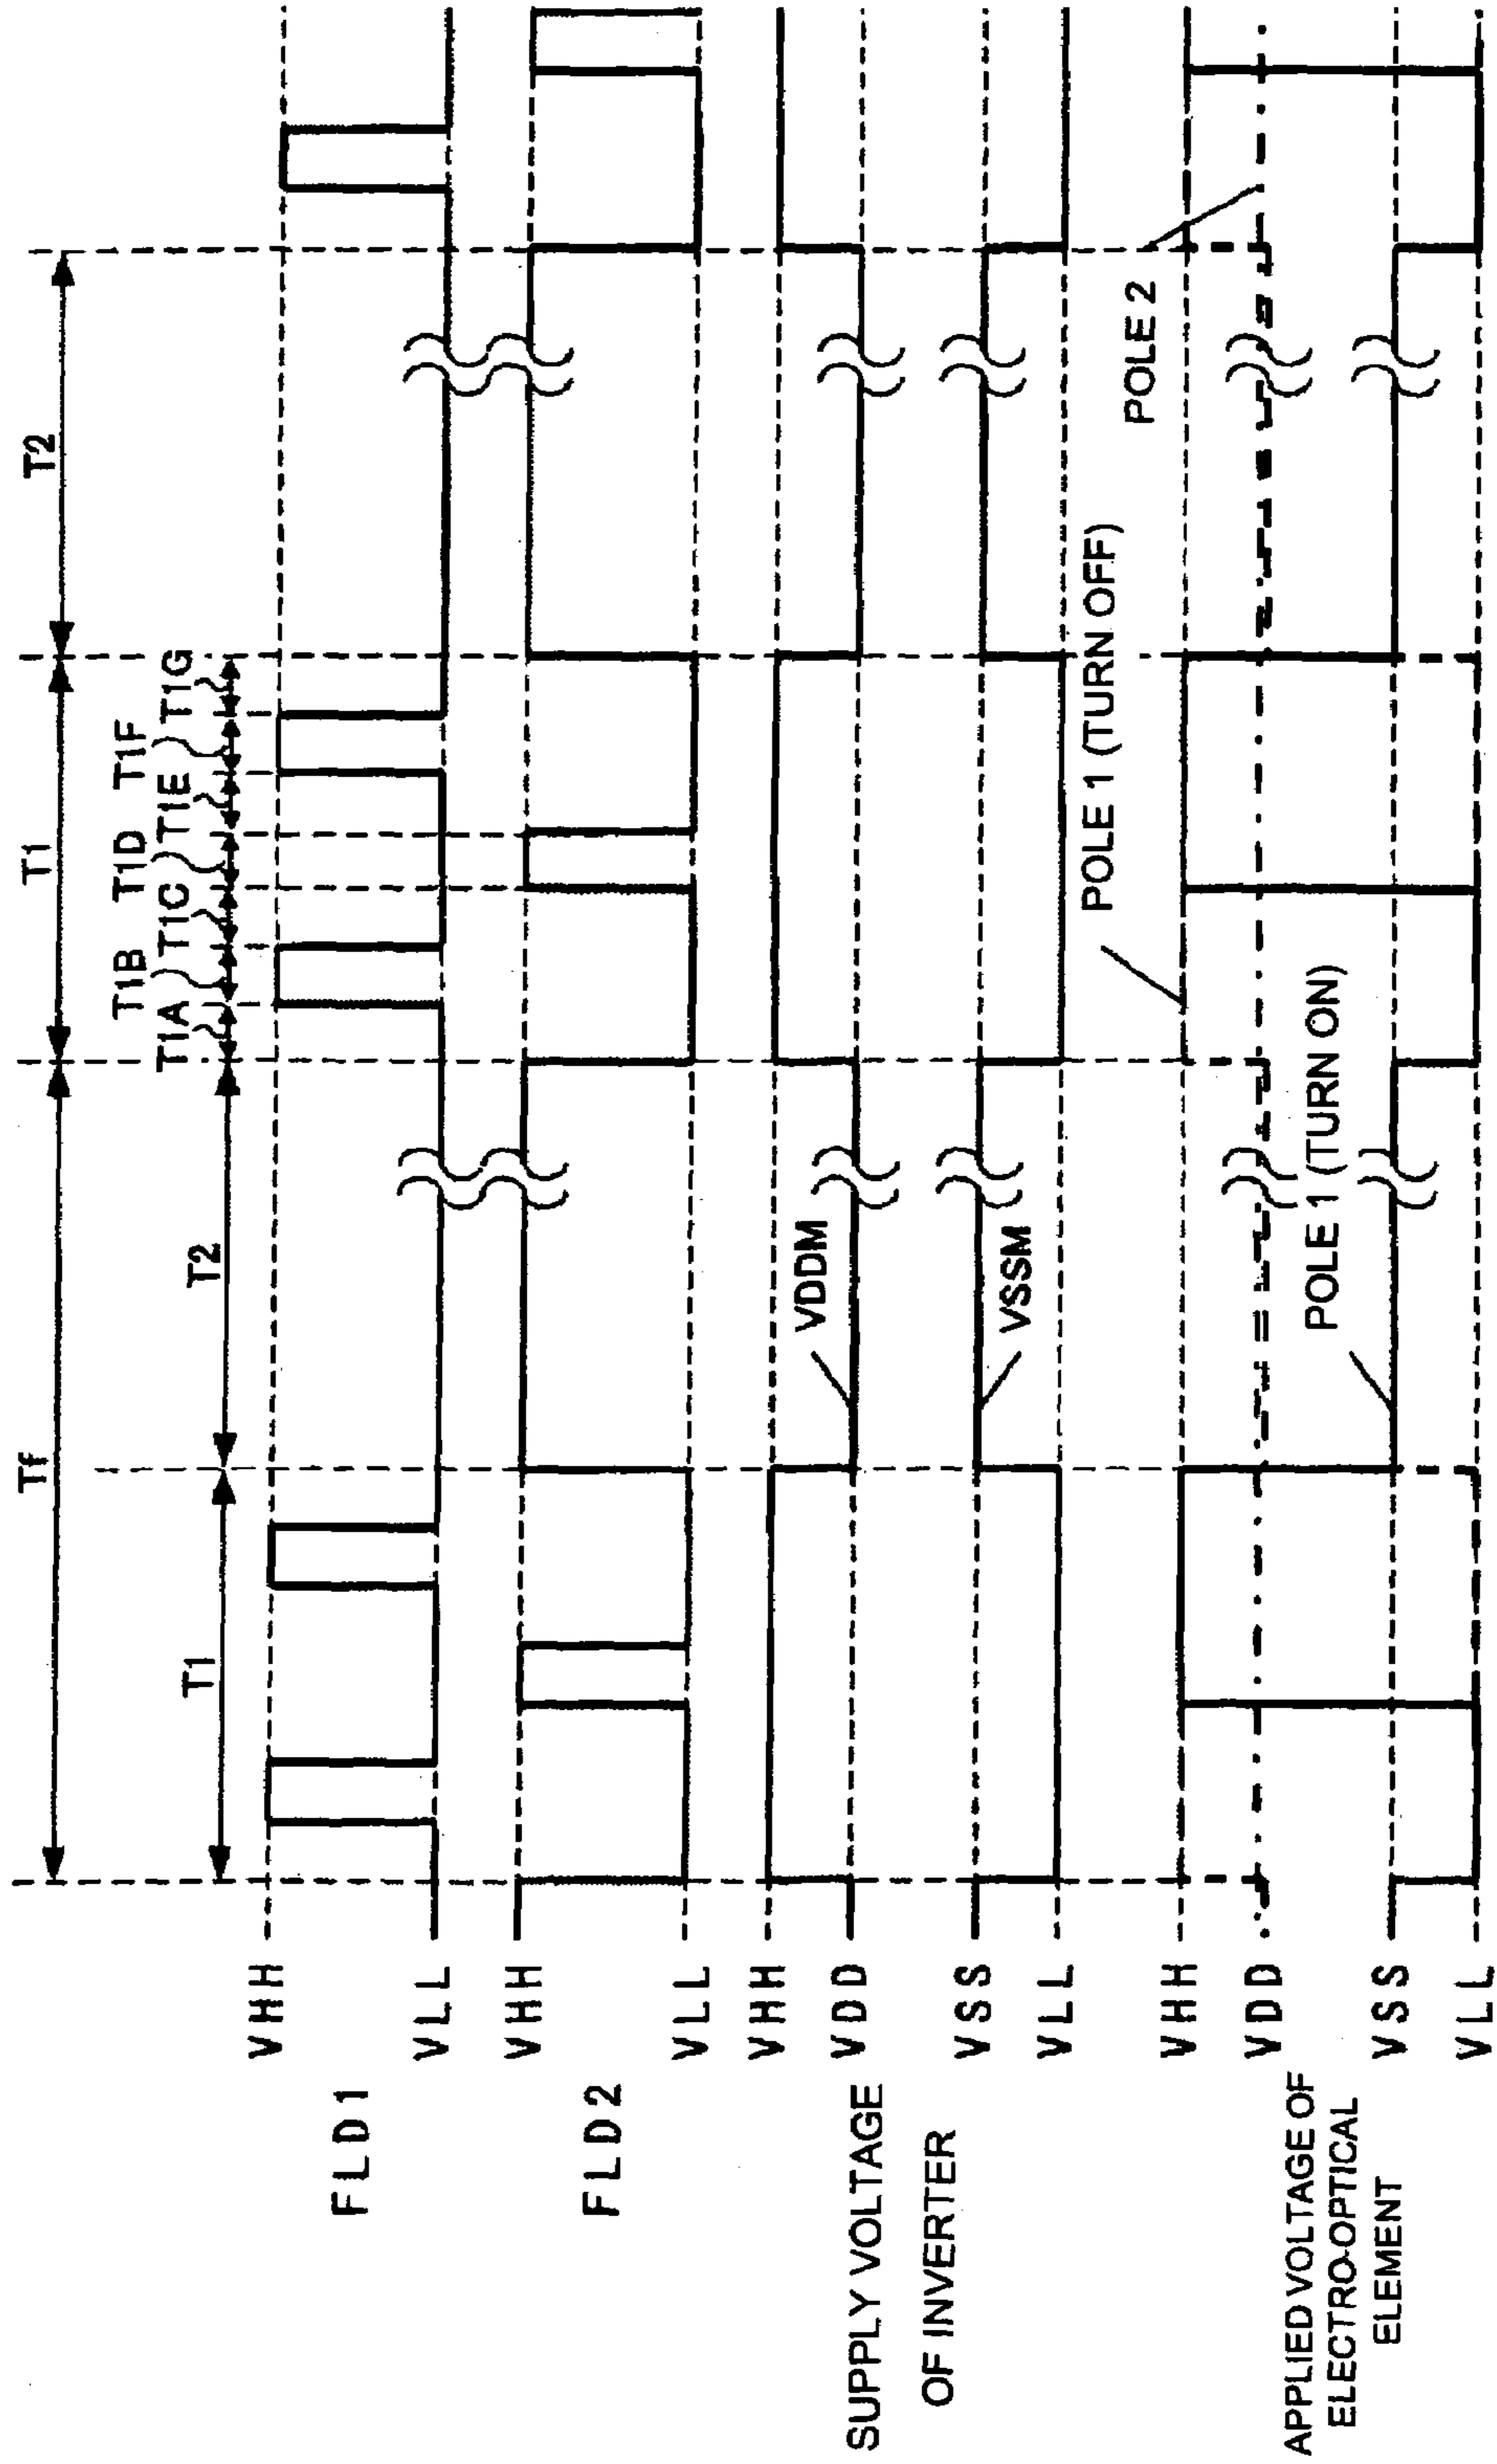 Tf
T1
T2
T1
T2
T1A
T1B
T1C
T1D
T1E
T1F
T1G
FLD1
VHH
VLL
FLD2
VHH
VLL
SUPPLY VOLTAGE
OF INVERTER
VHH
VDD
VSS
VLL
VDDM
VSSM
APPLIED VOLTAGE OF
ELECTRO-OPTICAL
ELEMENT
VHH
VDD
VSS
VLL
POLE 1 (TURN ON)
POLE 1 (TURN OFF)
POLE 2